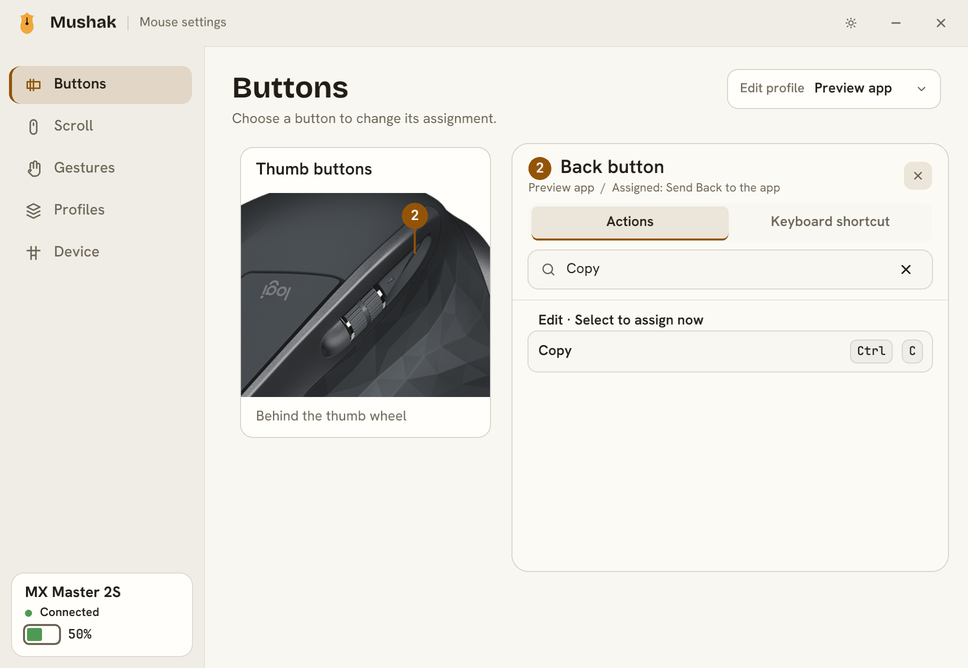 Mushak
Mouse settings
Buttons
Scroll
Gestures
Profiles
Device
MX Master 2S
Connected
50%
Buttons
Choose a button to change its assignment.
Edit profile Preview app
Thumb buttons
2
logi
Behind the thumb wheel
2 Back button
Preview app / Assigned: Send Back to the app
Actions
Keyboard shortcut
Copy
Edit · Select to assign now
Copy Ctrl C